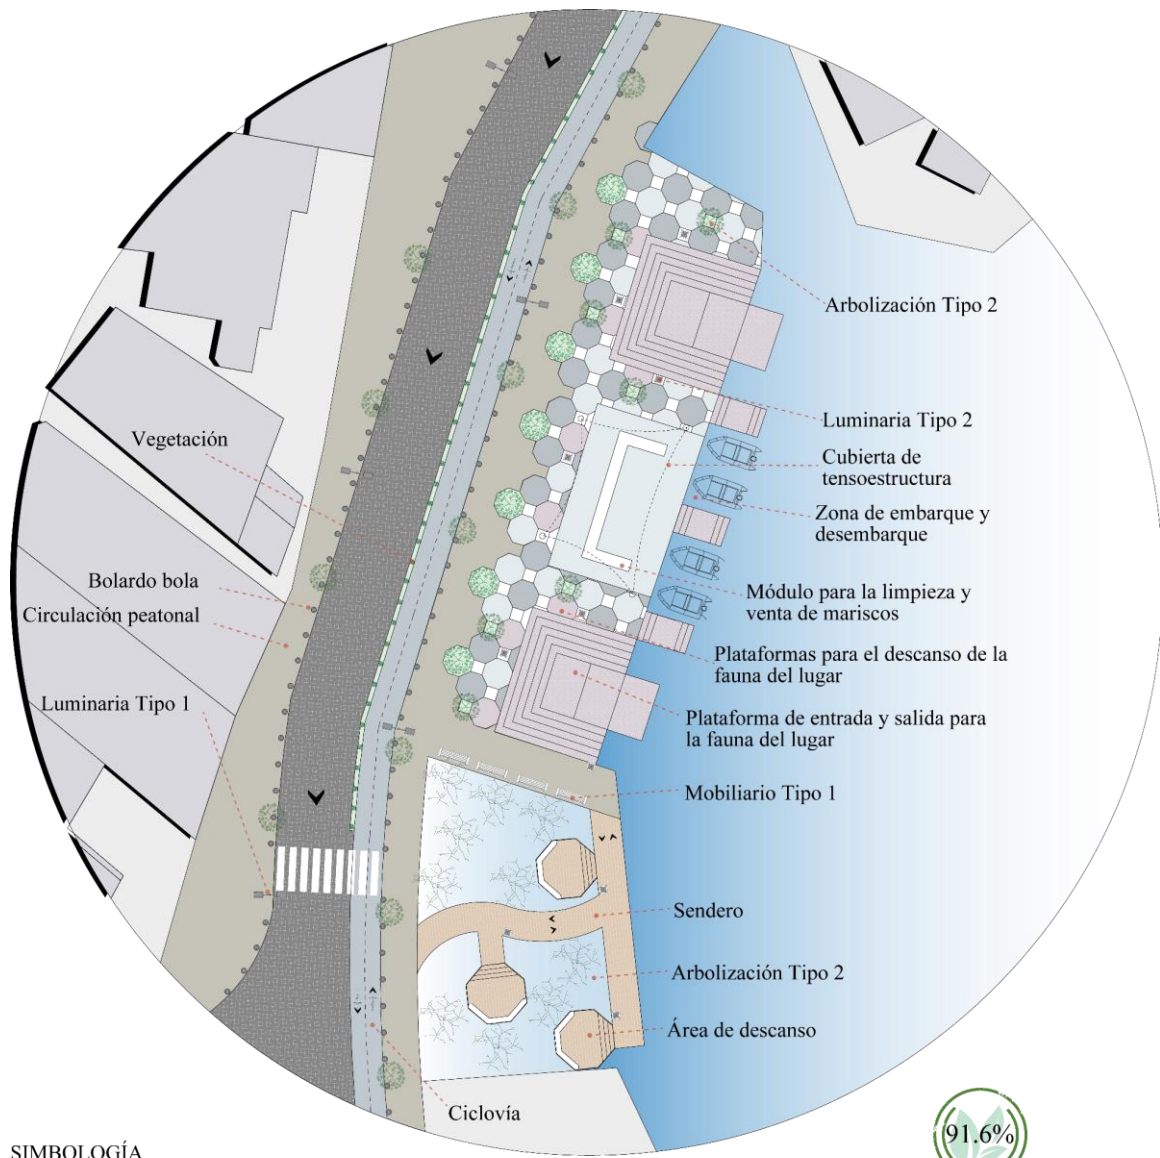 Arbolización Tipo 2
Luminaria Tipo 2
Vegetación
Cubierta de
tensoestructura
Zona de embarque y
desembarque
Bolardo bola
Circulación peatonal
Módulo para la limpieza y
venta de mariscos
Plataformas para el descanso de la
fauna del lugar
Luminaria Tipo 1
Plataforma de entrada y salida para
la fauna del lugar
Mobiliario Tipo 1
Sendero
Arbolización Tipo 2
Área de descanso
Ciclovía
91.6%
SIMBOLOGÍA